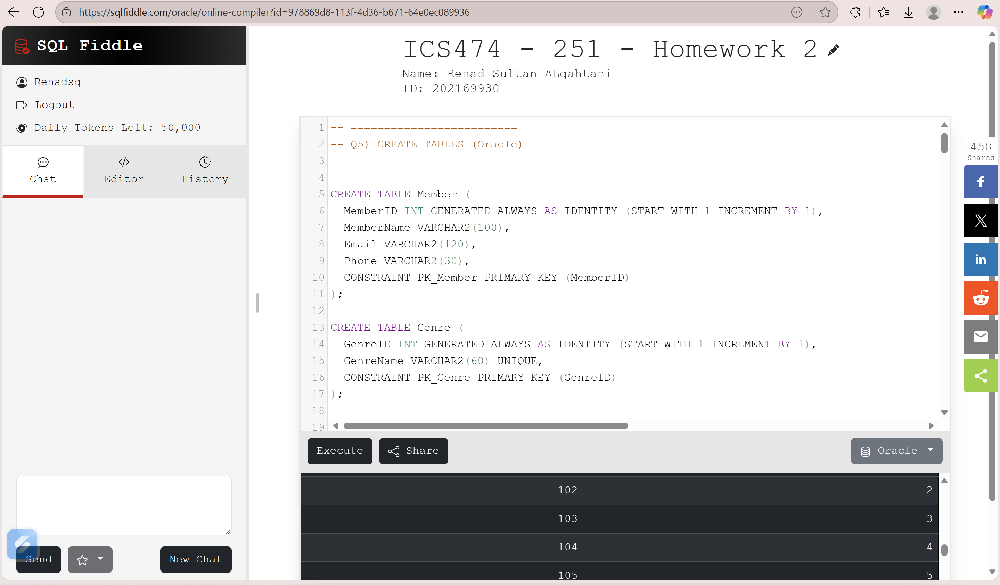 https://sqlfiddle.com/oracle/online-compiler?id=978869d8-113f-4d36-b671-64e0ec089936
SQL Fiddle
Renadsq
Logout
Daily Tokens Left: 50,000
Chat
Editor
History
Send
New Chat
ICS474 - 251 - Homework 2
Name: Renad Sultan ALqahtani
ID: 202169930
1 -- =========================
2 -- Q5) CREATE TABLES (Oracle)
3 -- =========================
4
5 CREATE TABLE Member (
6 MemberID INT GENERATED ALWAYS AS IDENTITY (START WITH 1 INCREMENT BY 1),
7 MemberName VARCHAR2(100),
8 Email VARCHAR2(120),
9 Phone VARCHAR2(30),
10 CONSTRAINT PK_Member PRIMARY KEY (MemberID)
11 );
12
13 CREATE TABLE Genre (
14 GenreID INT GENERATED ALWAYS AS IDENTITY (START WITH 1 INCREMENT BY 1),
15 GenreName VARCHAR2(60) UNIQUE,
16 CONSTRAINT PK_Genre PRIMARY KEY (GenreID)
17 );
18
19
Execute
Share
Oracle
102 2
103 3
104 4
105 5
458
Shares
f
X
in